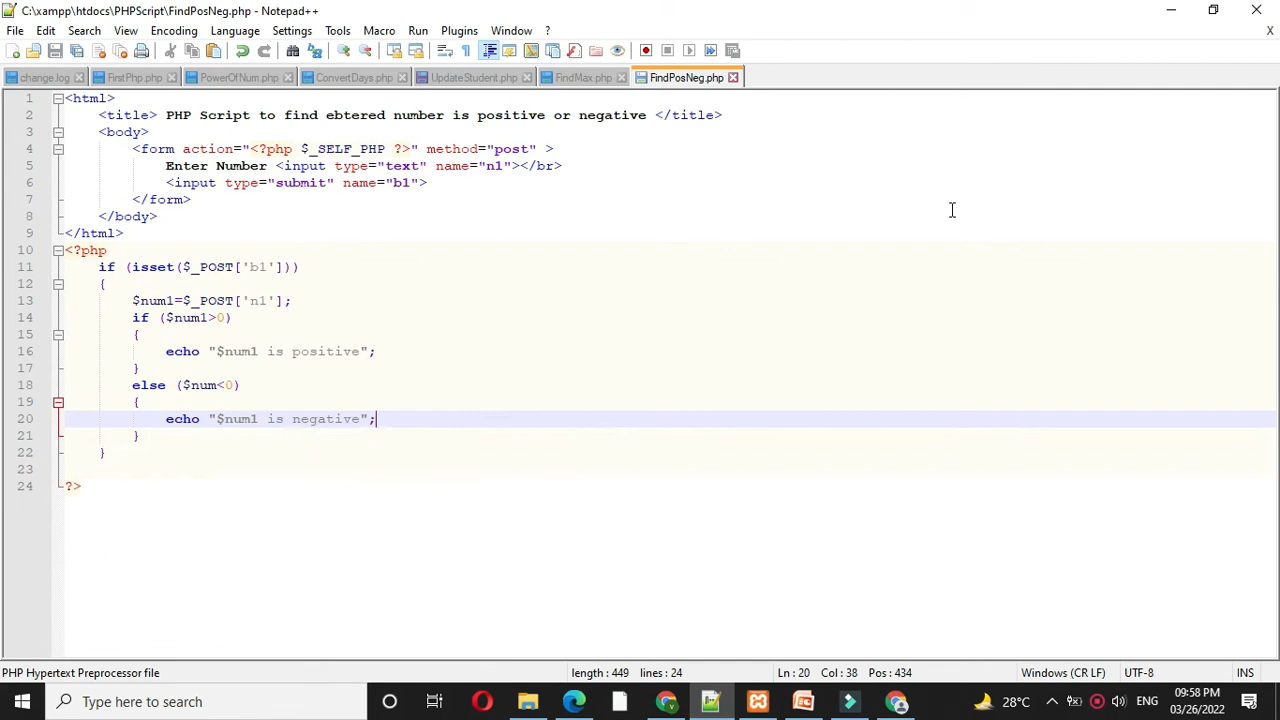 C:\xampp\htdocs\PHPScript\FindPosNeg.php - Notepad++
File Edit Search View Encoding Language Settings Tools Macro Run Plugins Window ? X
change.log FirstPhp.php PowerOfNum.php ConvertDays.php UpdateStudent.php FindMax.php FindPosNeg.php
1 <html>
2 <title> PHP Script to find ebtered number is positive or negative </title>
3 <body>
4 <form action="<?php $_SELF_PHP ?>" method="post" >
5 Enter Number <input type="text" name="n1"></br>
6 <input type="submit" name="b1">
7 </form>
8 </body>
9 </html>
10 <?php
11 if (isset($_POST['b1']))
12 {
13 $num1=$_POST['n1'];
14 if ($num1>0)
15 {
16 echo "$num1 is positive";
17 }
18 else ($num<0)
19 {
20 echo "$num1 is negative";
21 }
22 }
23
24 ?>
PHP Hypertext Preprocessor file length : 449 lines : 24 Ln : 20 Col : 38 Pos : 434 Windows (CR LF) UTF-8 INS
Type here to search 28°C ENG 09:58 PM
03/26/2022